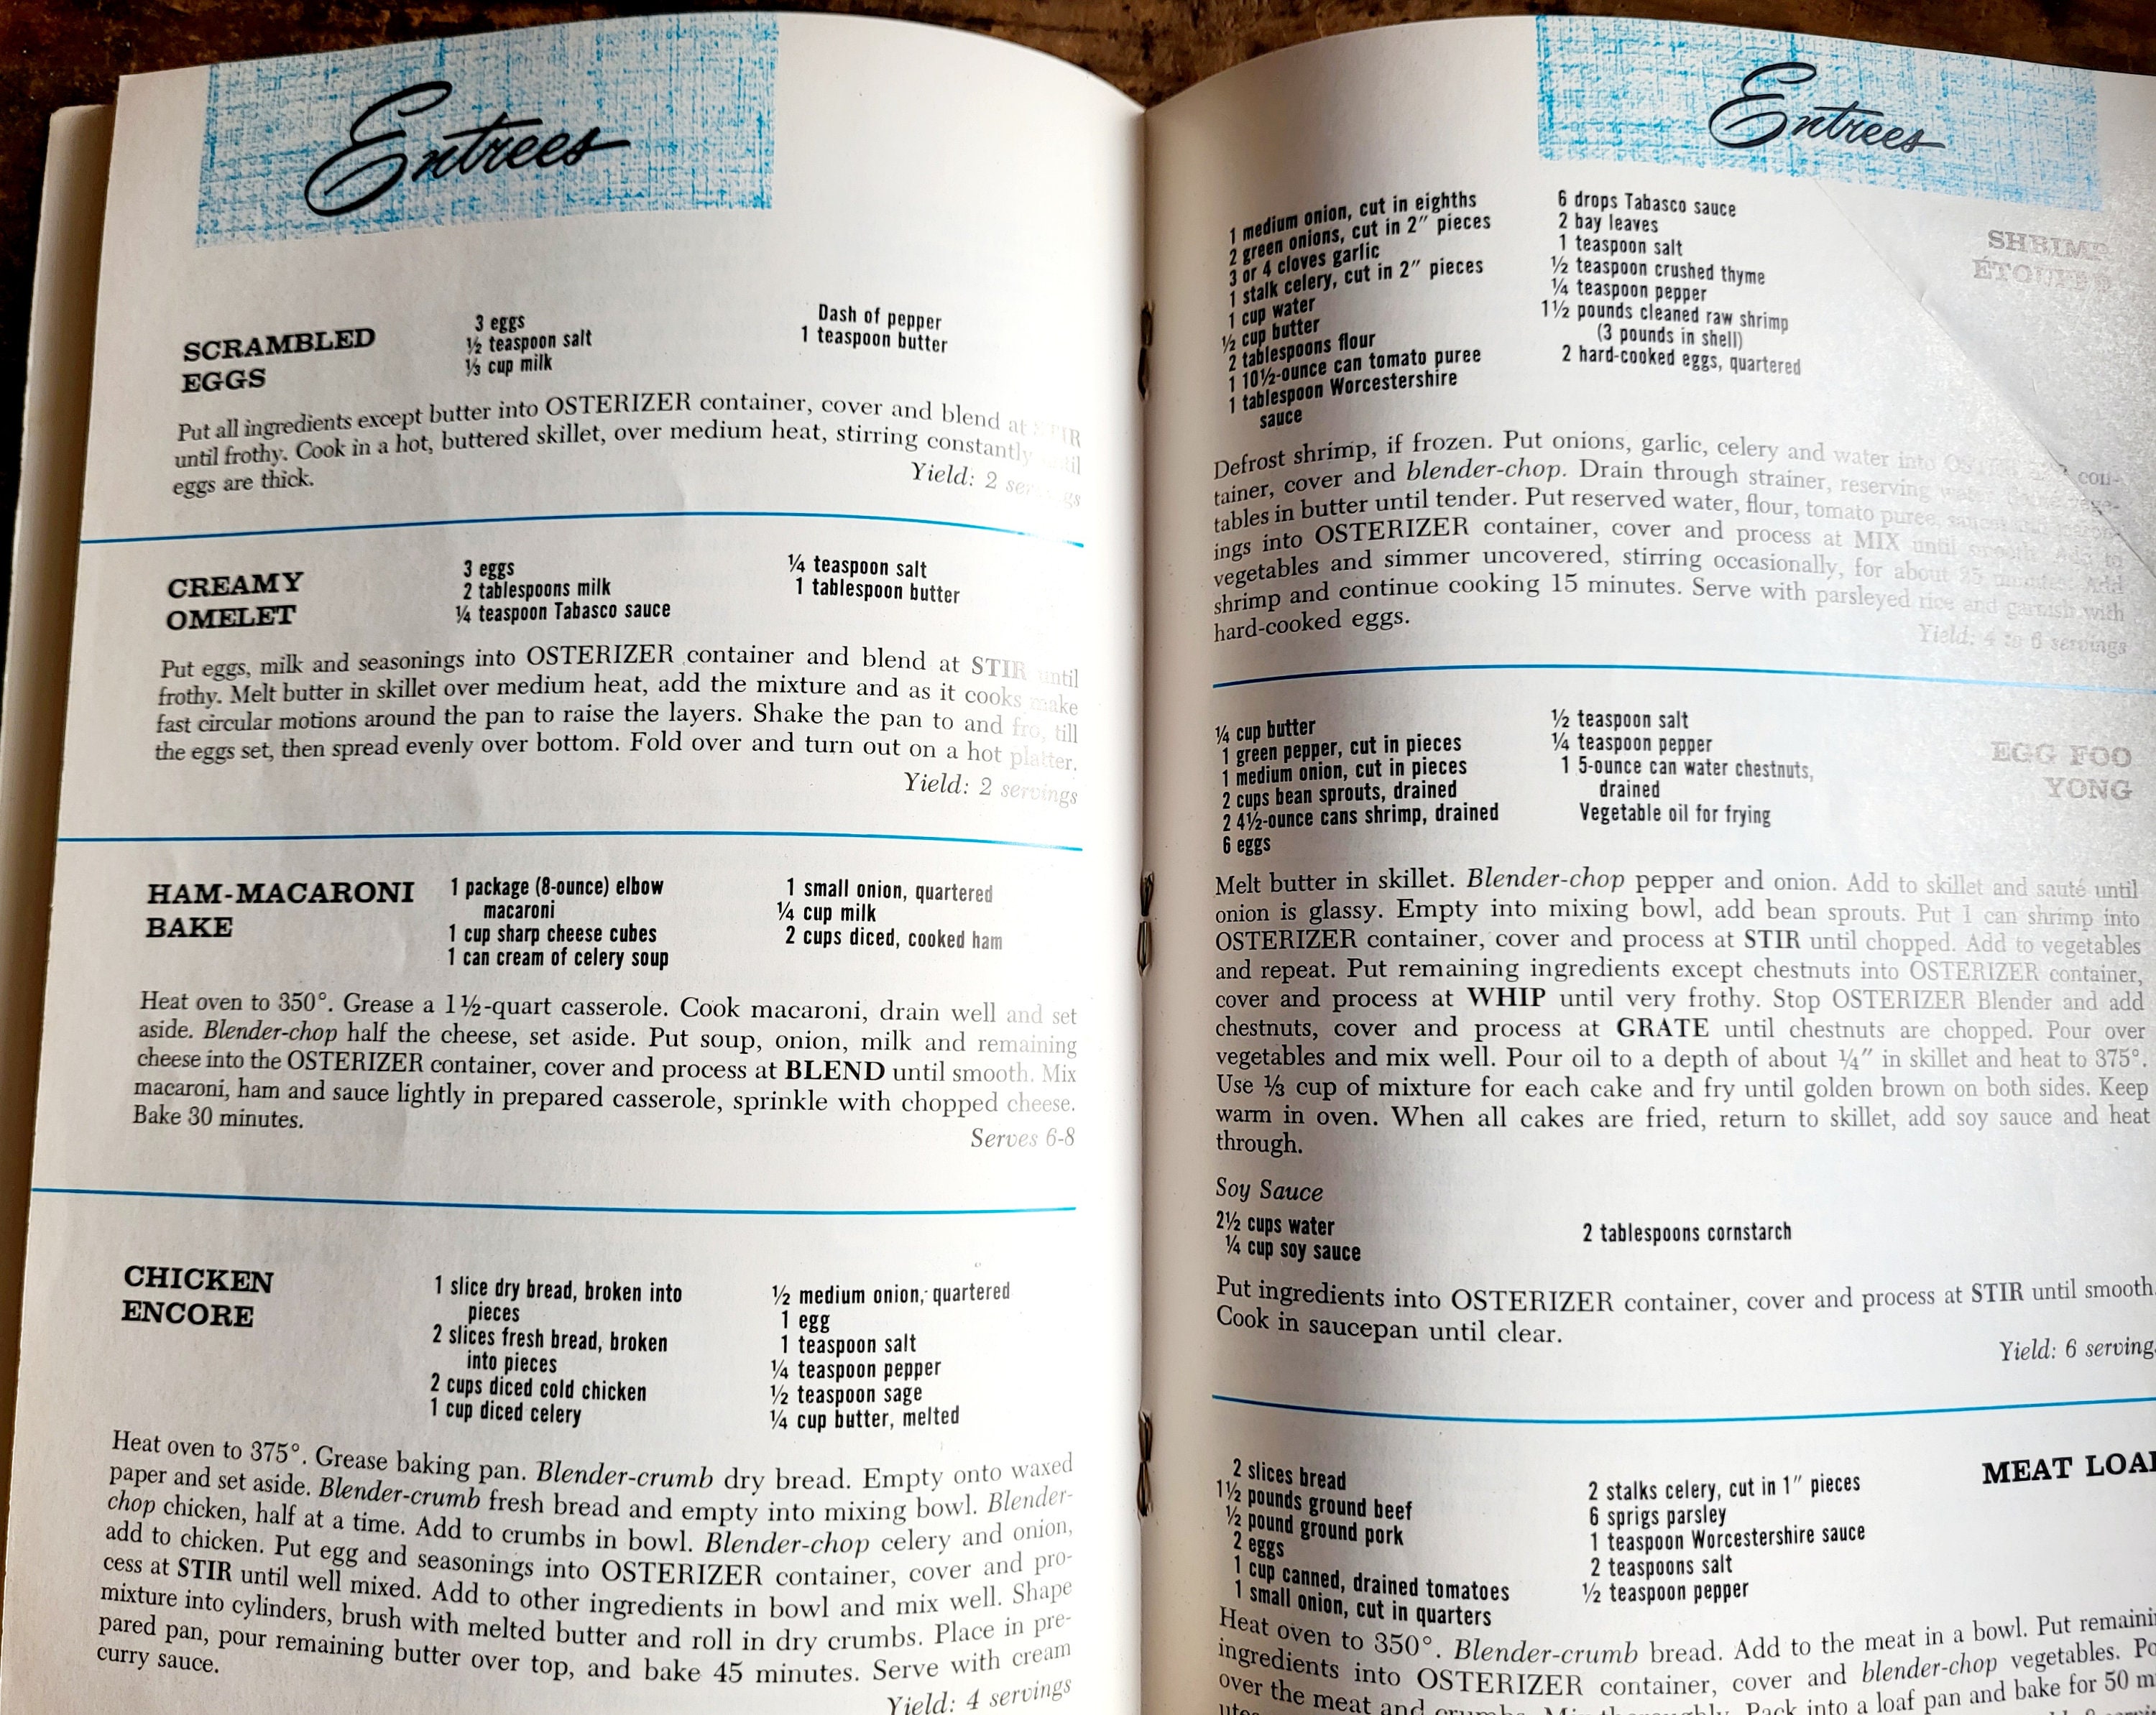 Entrees
SCRAMBLED
EGGS
3 eggs
½ teaspoon salt
⅓ cup milk
Dash of pepper
1 teaspoon butter
Put all ingredients except butter into OSTERIZER container, cover and blend at STIR
until frothy. Cook in a hot, buttered skillet, over medium heat, stirring constantly until
eggs are thick.
Yield: 2 servings
CREAMY
OMELET
3 eggs
2 tablespoons milk
¼ teaspoon Tabasco sauce
¼ teaspoon salt
1 tablespoon butter
Put eggs, milk and seasonings into OSTERIZER container and blend at STIR until
frothy. Melt butter in skillet over medium heat, add the mixture and as it cooks make
fast circular motions around the pan to raise the layers. Shake the pan to and fro, till
the eggs set, then spread evenly over bottom. Fold over and turn out on a hot platter.
Yield: 2 servings
HAM-MACARONI
BAKE
1 package (8-ounce) elbow
macaroni
1 cup sharp cheese cubes
1 can cream of celery soup
1 small onion, quartered
¼ cup milk
2 cups diced, cooked ham
Heat oven to 350°. Grease a 1½-quart casserole. Cook macaroni, drain well and set
aside. Blender-chop half the cheese, set aside. Put soup, onion, milk and remaining
cheese into the OSTERIZER container, cover and process at BLEND until smooth. Mix
macaroni, ham and sauce lightly in prepared casserole, sprinkle with chopped cheese.
Bake 30 minutes.
Serves 6-8
CHICKEN
ENCORE
1 slice dry bread, broken into
pieces
2 slices fresh bread, broken
into pieces
2 cups diced cold chicken
1 cup diced celery
½ medium onion, quartered
1 egg
1 teaspoon salt
¼ teaspoon pepper
½ teaspoon sage
¼ cup butter, melted
Heat oven to 375°. Grease baking pan. Blender-crumb dry bread. Empty onto waxed
paper and set aside. Blender-crumb fresh bread and empty into mixing bowl. Blender-
chop chicken, half at a time. Add to crumbs in bowl. Blender-chop celery and onion,
add to chicken. Put egg and seasonings into OSTERIZER container, cover and pro-
cess at STIR until well mixed. Add to other ingredients in bowl and mix well. Shape
mixture into cylinders, brush with melted butter and roll in dry crumbs. Place in pre-
pared pan, pour remaining butter over top, and bake 45 minutes. Serve with cream
curry sauce.
Yield: 4 servings
Entrees
SHRIMP
ÉTOUFFÉ
1 medium onion, cut in eighths
2 green onions, cut in 2" pieces
3 or 4 cloves garlic
1 stalk celery, cut in 2" pieces
1 cup water
½ cup butter
2 tablespoons flour
1 10½-ounce can tomato puree
1 tablespoon Worcestershire
sauce
6 drops Tabasco sauce
2 bay leaves
1 teaspoon salt
½ teaspoon crushed thyme
¼ teaspoon pepper
1½ pounds cleaned raw shrimp
(3 pounds in shell)
2 hard-cooked eggs, quartered
Defrost shrimp, if frozen. Put onions, garlic, celery and water into OSTERIZER con-
tainer, cover and blender-chop. Drain through strainer, reserving vege-
tables in butter until tender. Put reserved water, flour, tomato puree,
ings into OSTERIZER container, cover and process at MIX until smooth. Add to
vegetables and simmer uncovered, stirring occasionally, for about 25 minutes. Add
shrimp and continue cooking 15 minutes. Serve with parsleyed rice and garnish with
hard-cooked eggs.
Yield: 4 to 6 servings
EGG FOO
YONG
¼ cup butter
1 green pepper, cut in pieces
1 medium onion, cut in pieces
2 cups bean sprouts, drained
2 4½-ounce cans shrimp, drained
6 eggs
½ teaspoon salt
¼ teaspoon pepper
1 5-ounce can water chestnuts,
drained
Vegetable oil for frying
Melt butter in skillet. Blender-chop pepper and onion. Add to skillet and sauté until
onion is glassy. Empty into mixing bowl, add bean sprouts. Put 1 can shrimp into
OSTERIZER container, cover and process at STIR until chopped. Add to vegetables
and repeat. Put remaining ingredients except chestnuts into OSTERIZER container,
cover and process at WHIP until very frothy. Stop OSTERIZER Blender and add
chestnuts, cover and process at GRATE until chestnuts are chopped. Pour over
vegetables and mix well. Pour oil to a depth of about ¼" in skillet and heat to 375°.
Use ⅓ cup of mixture for each cake and fry until golden brown on both sides. Keep
warm in oven. When all cakes are fried, return to skillet, add soy sauce and heat
through.
Soy Sauce
2½ cups water
¼ cup soy sauce
2 tablespoons cornstarch
Put ingredients into OSTERIZER container, cover and process at STIR until smooth.
Cook in saucepan until clear.
Yield: 6 serving
MEAT LOA
2 slices bread
1½ pounds ground beef
½ pound ground pork
2 eggs
1 cup canned, drained tomatoes
1 small onion, cut in quarters
2 stalks celery, cut in 1" pieces
6 sprigs parsley
1 teaspoon Worcestershire sauce
2 teaspoons salt
½ teaspoon pepper
Heat oven to 350°. Blender-crumb bread. Add to the meat in a bowl. Put remaini
ingredients into OSTERIZER container, cover and blender-chop vegetables. Po
over the meat and crumbs. Mix thoroughly. Pack into a loaf pan and bake for 50 m